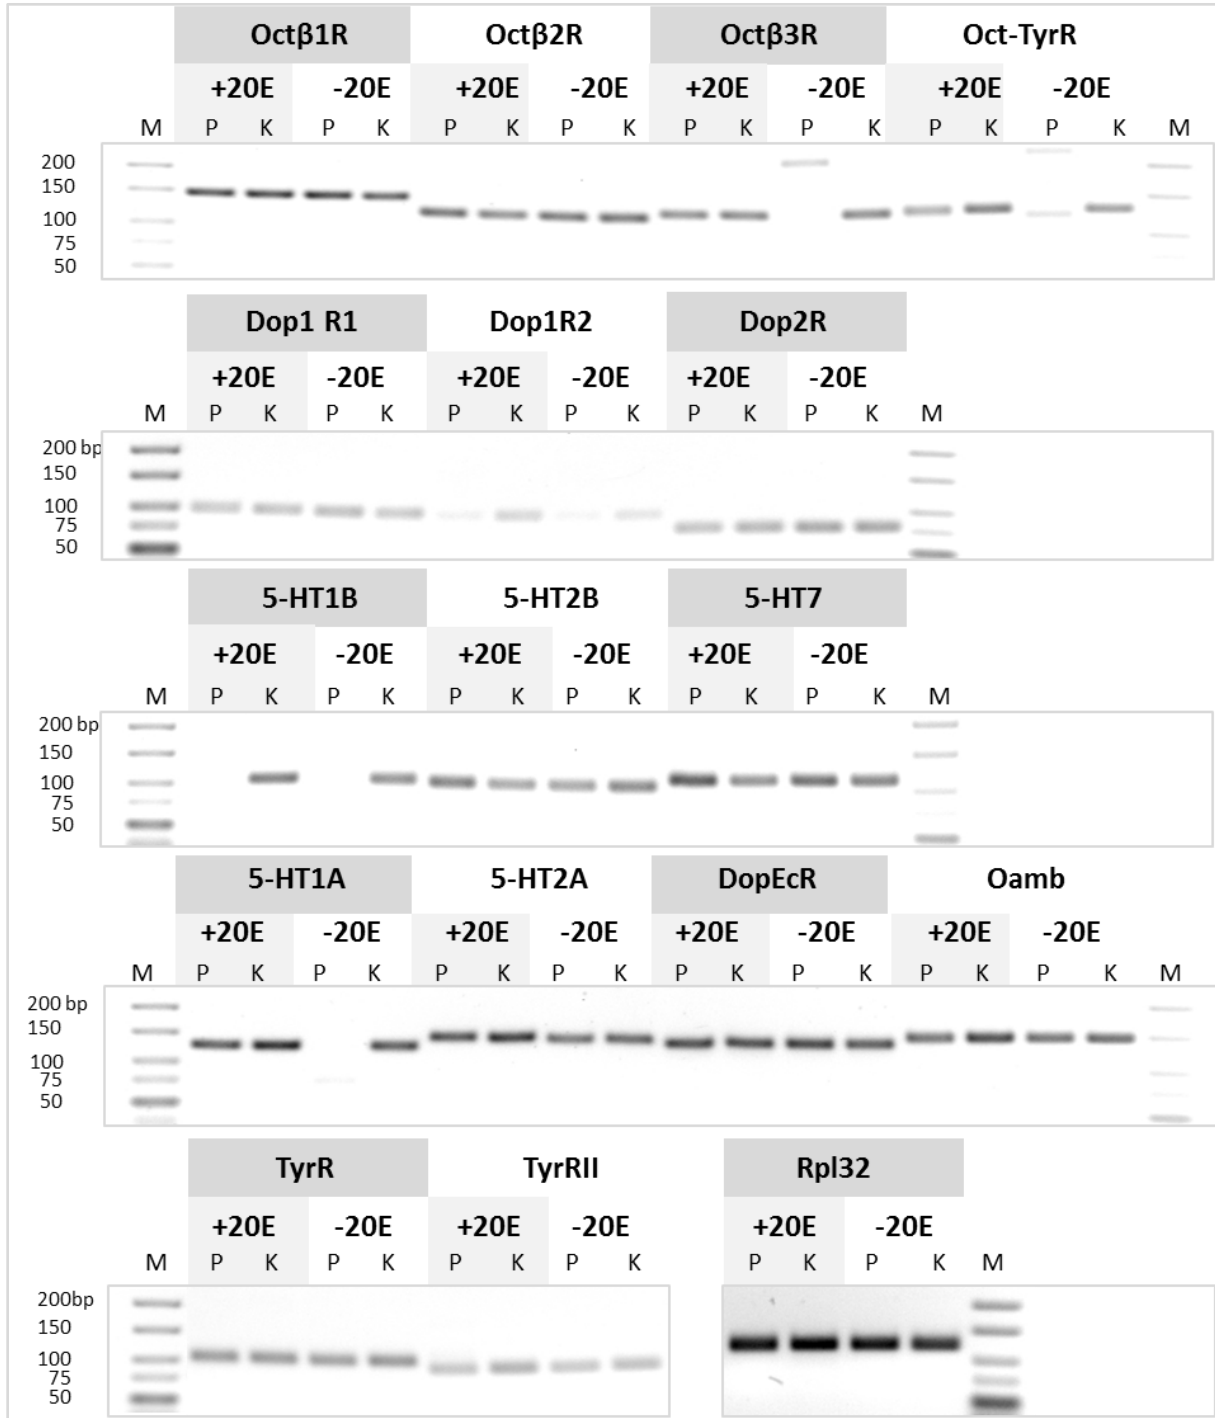 Octβ1R Octβ2R Octβ3R Oct-TyrR
+20E -20E +20E -20E +20E -20E +20E -20E
M P K P K P K P K P K P K P K P K M
200
150
100
75
50
Dop1 R1 Dop1R2 Dop2R
+20E -20E +20E -20E +20E -20E
M P K P K P K P K P K P K M
200 bp
150
100
75
50
5-HT1B 5-HT2B 5-HT7
+20E -20E +20E -20E +20E -20E
M P K P K P K P K P K P K M
200 bp
150
100
75
50
5-HT1A 5-HT2A DopEcR Oamb
+20E -20E +20E -20E +20E -20E +20E -20E
M P K P K P K P K P K P K P K P K M
200 bp
150
100
75
50
TyrR TyrRII Rpl32
+20E -20E +20E -20E +20E -20E
M P K P K P K P K P K P K M
200bp
150
100
75
50